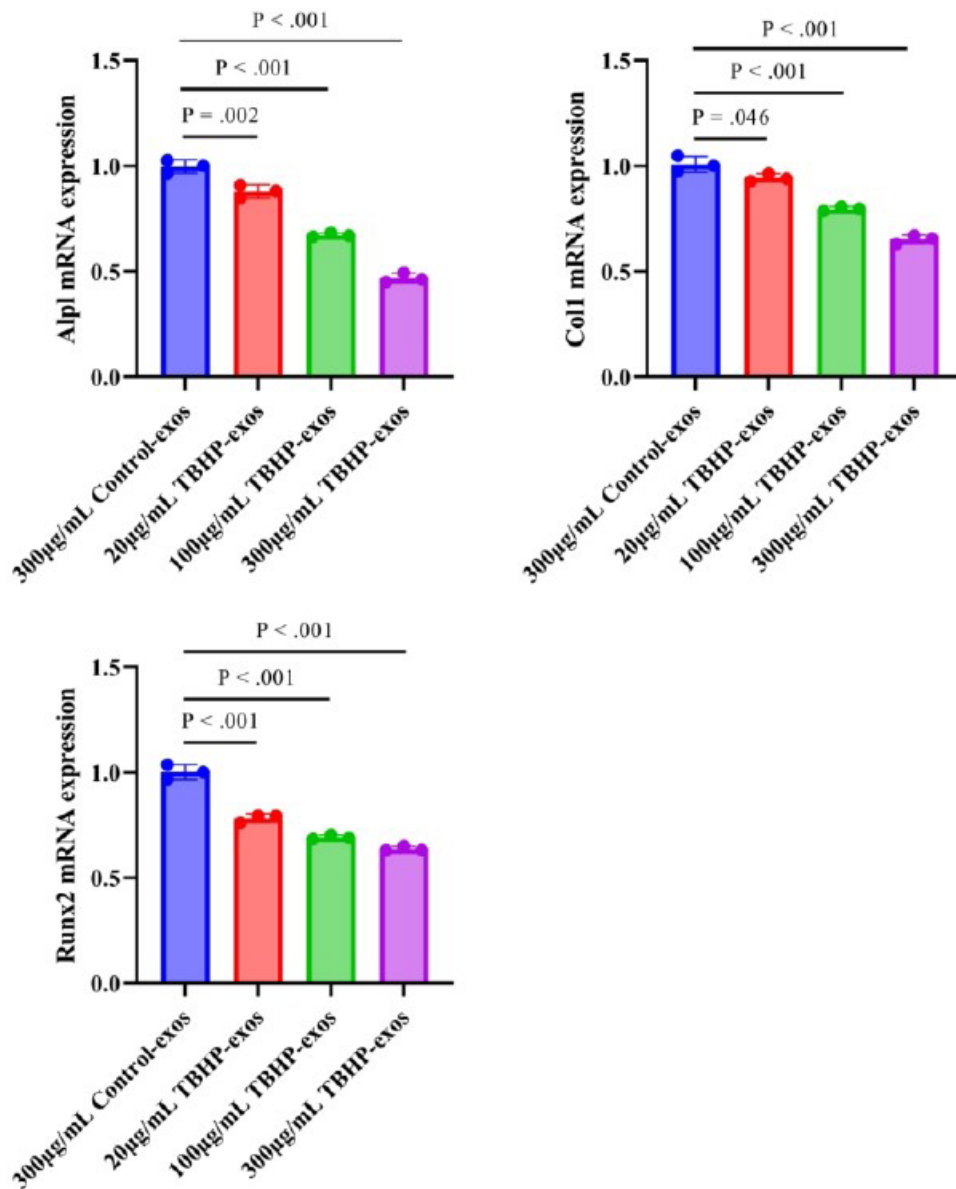 P < .001
P < .001
P = .002
1.5
1.0
0.5
0.0
Alpl mRNA expression
300µg/mL Control-exos
20µg/mL TBHP-exos
100µg/mL TBHP-exos
300µg/mL TBHP-exos
P < .001
P < .001
P = .046
1.5
1.0
0.5
0.0
Col1 mRNA expression
300µg/mL Control-exos
20µg/mL TBHP-exos
100µg/mL TBHP-exos
300µg/mL TBHP-exos
P < .001
P < .001
P < .001
1.5
1.0
0.5
0.0
Runx2 mRNA expression
300µg/mL Control-exos
20µg/mL TBHP-exos
100µg/mL TBHP-exos
300µg/mL TBHP-exos